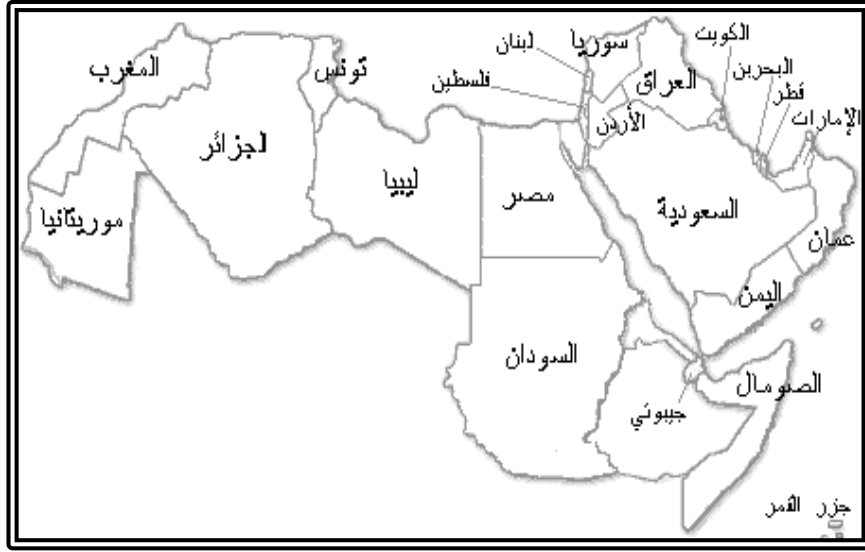 الكويت
سوريا
لبنان
البحرين
المغرب
تونس
العراق
فلسطين
قطر
الإمارات
الأردن
الجزائر
ليبيا
مصر
السعودية
موريتانيا
عمان
اليمن
السودان
الصومال
جيبوتي
جزر القمر